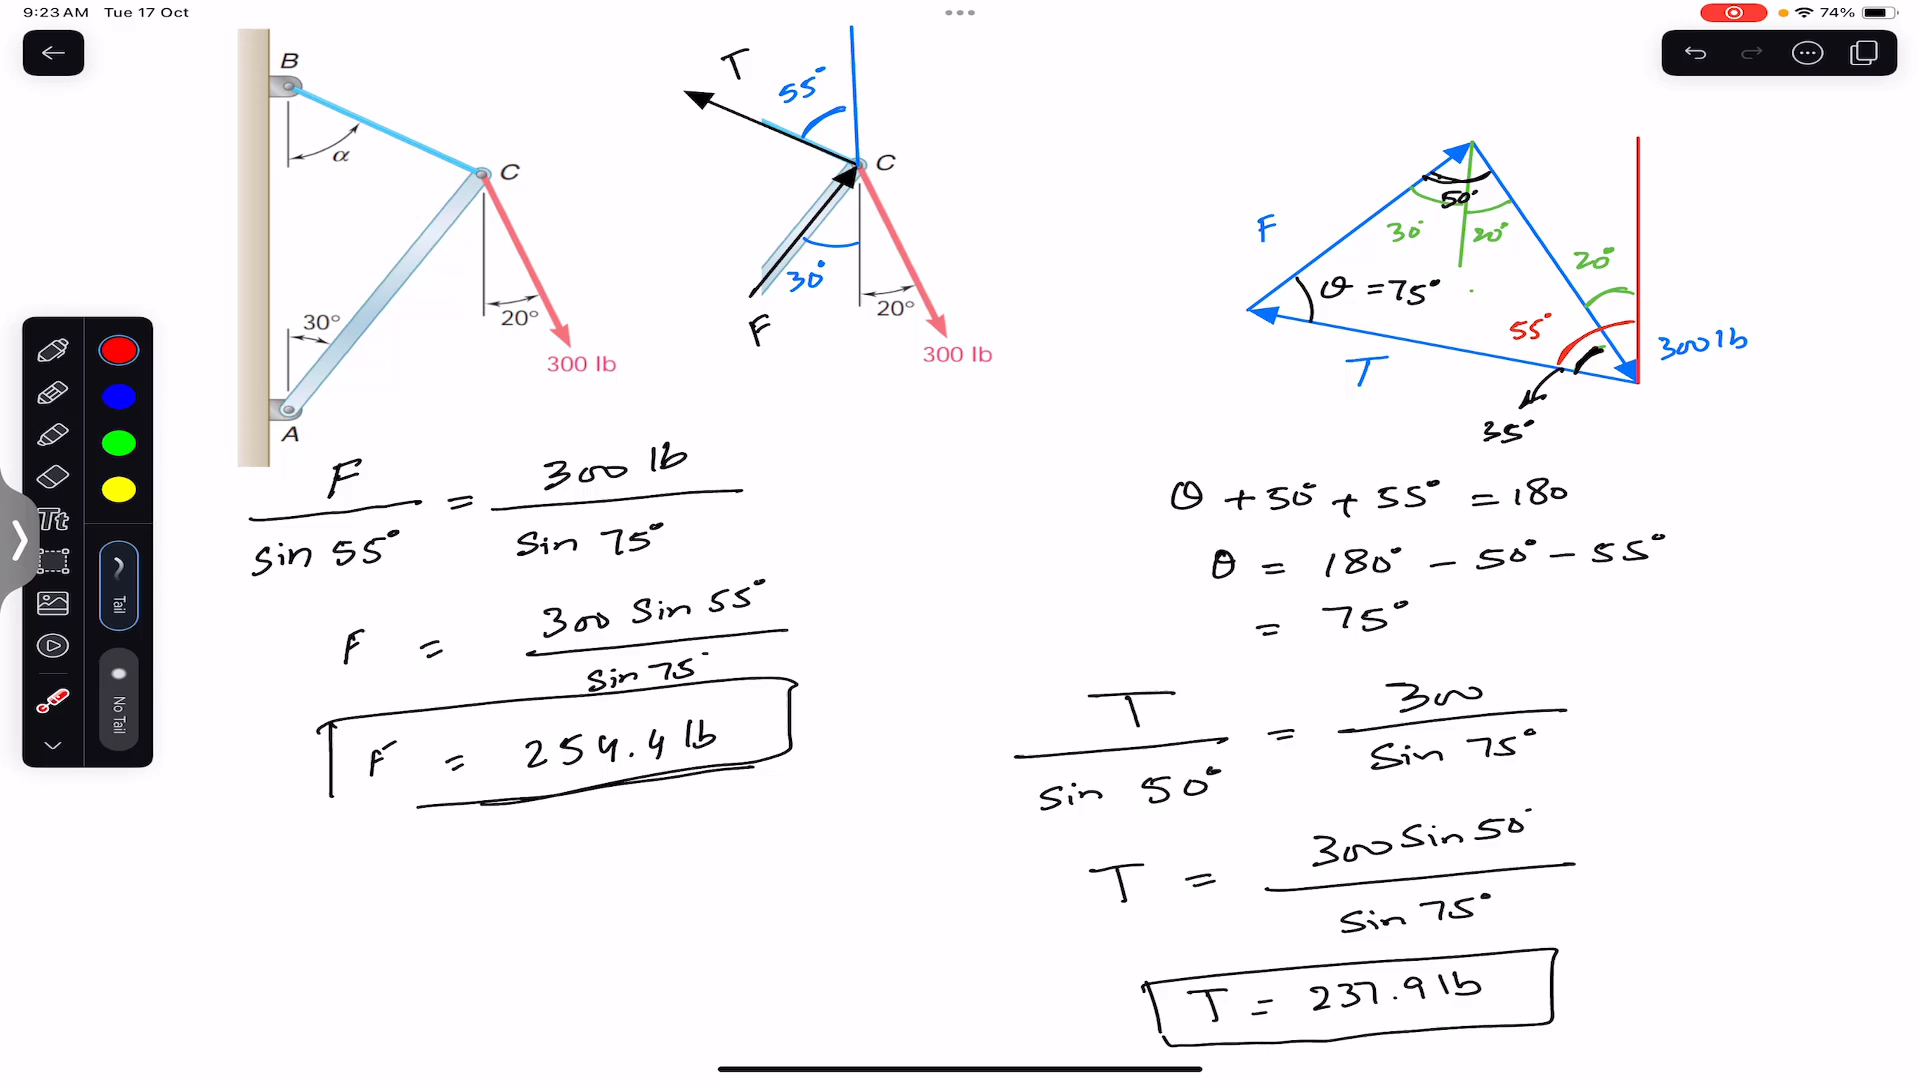 9:23 AM Tue 17 Oct
74%
B
α
C
30°
20°
300 lb
A
T
55°
C
30°
F
20°
300 lb
50°
30° 20°
F
20°
θ = 75°
55°
300 lb
T
35°
F / sin 55° = 300 lb / sin 75°
F = 300 sin 55° / sin 75°
F = 254.4 lb
θ + 50° + 55° = 180
θ = 180° - 50° - 55°
= 75°
T / sin 50° = 300 / sin 75°
T = 300 sin 50° / sin 75°
T = 237.9 lb
Tt
Tail
No Tail